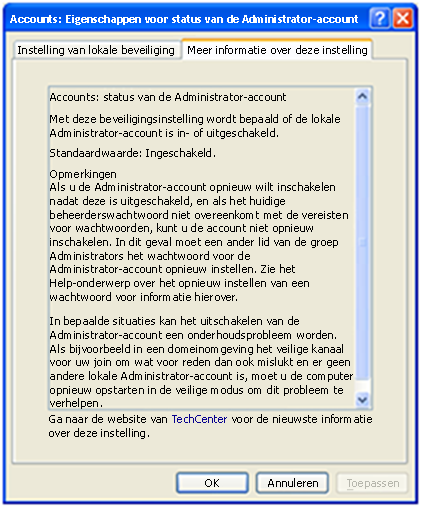 Accounts: Eigenschappen voor status van de Administrator-account
Instelling van lokale beveiliging
Meer informatie over deze instelling
Accounts: status van de Administrator-account
Met deze beveiligingsinstelling wordt bepaald of de lokale
Administrator-account is in- of uitgeschakeld.
Standaardwaarde: Ingeschakeld.
Opmerkingen
Als u de Administrator-account opnieuw wilt inschakelen
nadat deze is uitgeschakeld, en als het huidige
beheerderswachtwoord niet overeenkomt met de vereisten
voor wachtwoorden, kunt u de account niet opnieuw
inschakelen. In dit geval moet een ander lid van de groep
Administrators het wachtwoord voor de
Administrator-account opnieuw instellen. Zie het
Help-onderwerp over het opnieuw instellen van een
wachtwoord voor informatie hierover.
In bepaalde situaties kan het uitschakelen van de
Administrator-account een onderhoudsprobleem worden.
Als bijvoorbeeld in een domeinomgeving het veilige kanaal
voor uw join om wat voor reden dan ook mislukt en er geen
andere lokale Administrator-account is, moet u de computer
opnieuw opstarten in de veilige modus om dit probleem te
verhelpen.
Ga naar de website van TechCenter voor de nieuwste informatie
over deze instelling.
OK
Annuleren
Toepassen